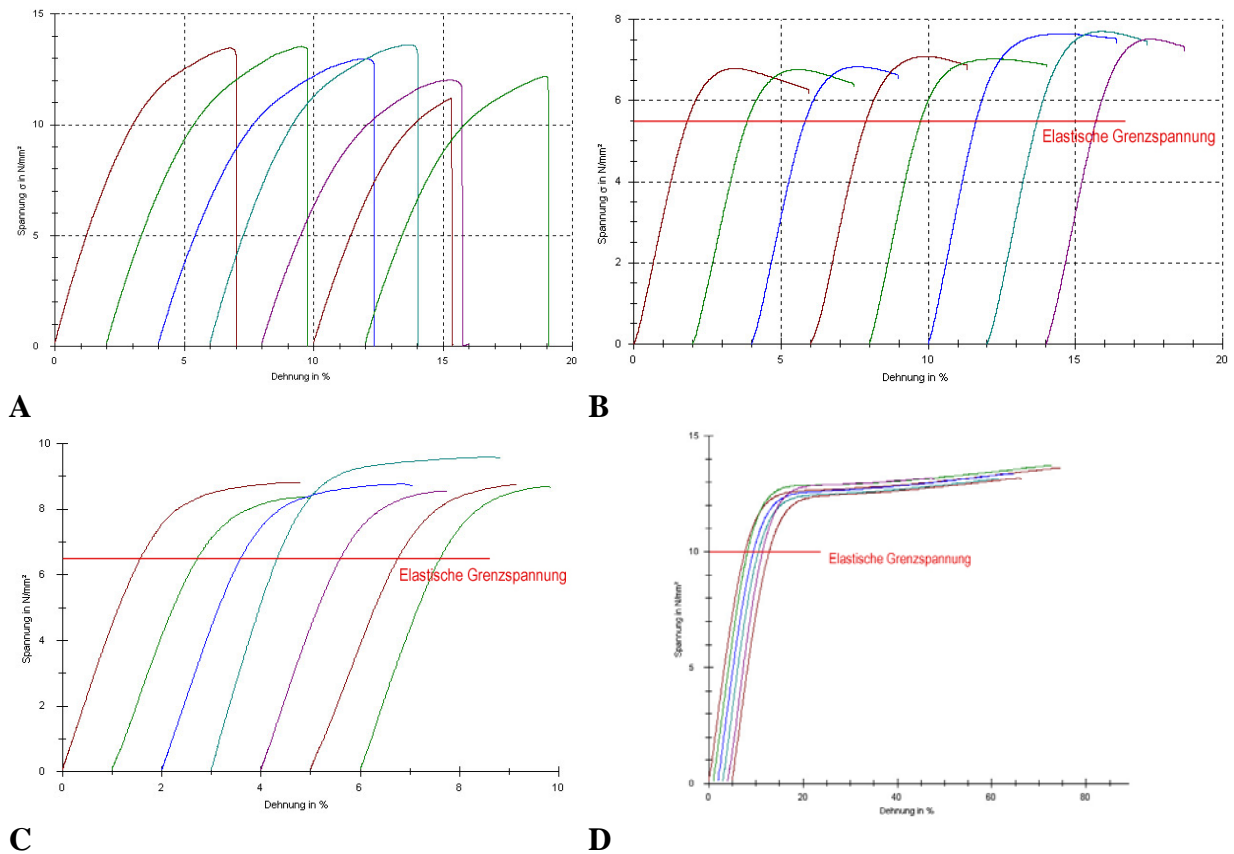 15
10
5
0
Spannung σ in N/mm²
0 5 10 15 20
Dehnung in %
A
8
6
4
2
0
Spannung σ in N/mm²
Elastische Grenzspannung
0 5 10 15 20
Dehnung in %
B
10
8
6
4
2
0
Spannung in N/mm²
Elastische Grenzspannung
0 2 4 6 8 10
Dehnung in %
C
15
10
5
0
Spannung in N/mm²
Elastische Grenzspannung
0 20 40 60 80
Dehnung in %
D